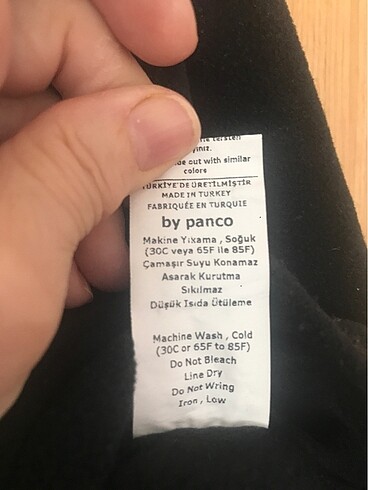 tersten
yınız.
out with similar
colors
TÜRKİYE'DE ÜRETİLMİŞTİR
MADE IN TURKEY
FABRIQUÉE EN TURQUIE
by panco
Makine Yıkama , Soğuk
(30C veya 65F ile 85F)
Çamaşır Suyu Konamaz
Asarak Kurutma
Sıkılmaz
Düşük Isıda Ütüleme
Machine Wash , Cold
(30C or 65F to 85F)
Do Not Bleach
Line Dry
Do Not Wring
Iron , Low